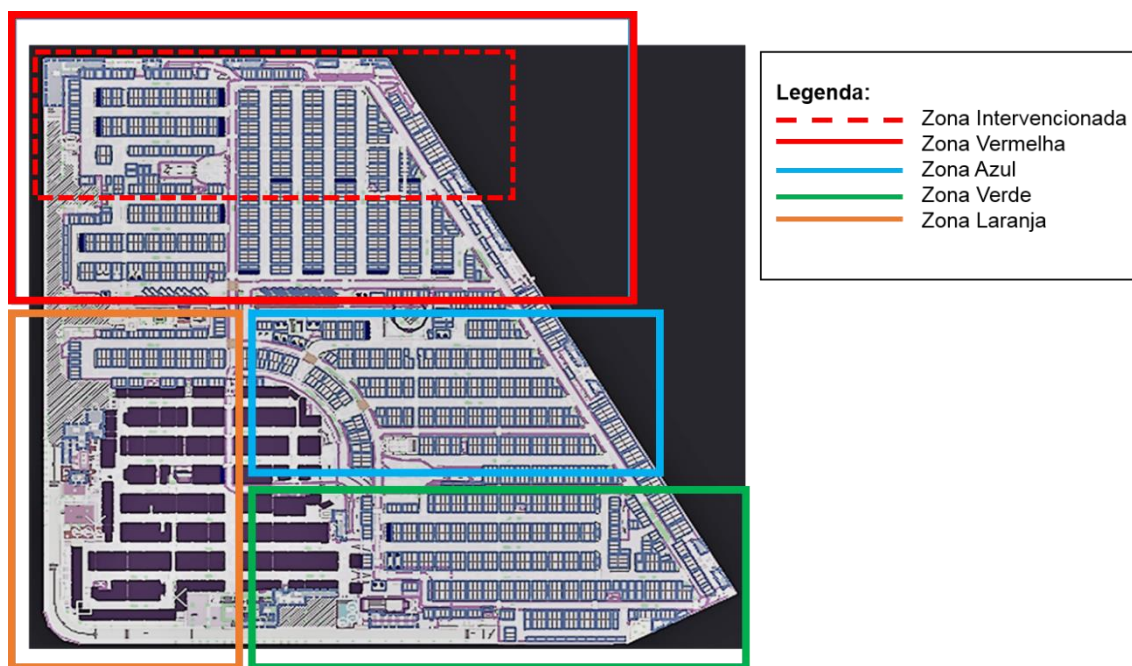 Legenda:
Zona Intervencionada
Zona Vermelha
Zona Azul
Zona Verde
Zona Laranja